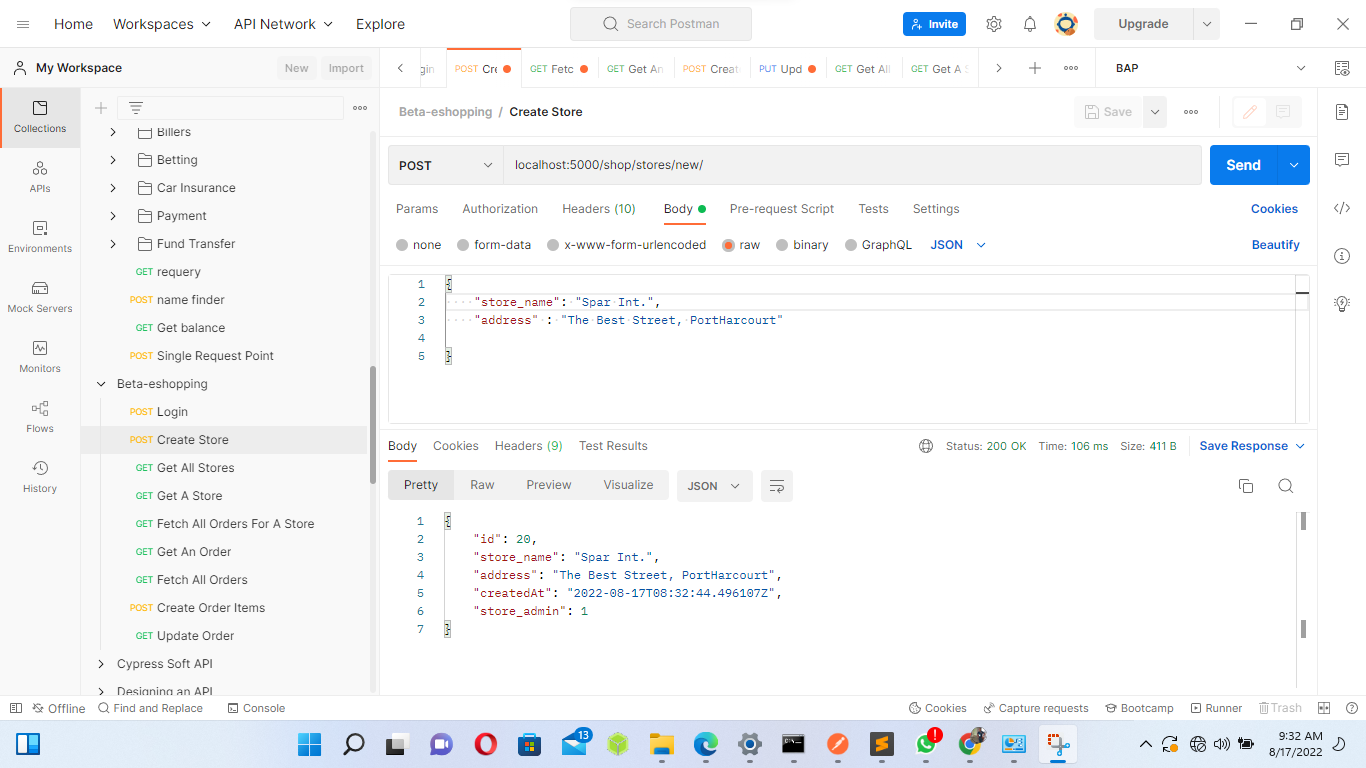 Home Workspaces API Network Explore Search Postman Invite Upgrade
My Workspace New Import gin POST Cre GET Fetc GET Get An POST Creat PUT Upd GET Get All GET Get A S BAP
Collections
APIs
Environments
Mock Servers
Monitors
Flows
History
Billers
Betting
Car Insurance
Payment
Fund Transfer
GET requery
POST name finder
GET Get balance
POST Single Request Point
Beta-eshopping
POST Login
POST Create Store
GET Get All Stores
GET Get A Store
GET Fetch All Orders For A Store
GET Get An Order
GET Fetch All Orders
POST Create Order Items
GET Update Order
Cypress Soft API
Designing an API
Beta-eshopping / Create Store Save
POST localhost:5000/shop/stores/new/ Send
Params Authorization Headers (10) Body Pre-request Script Tests Settings Cookies
none form-data x-www-form-urlencoded raw binary GraphQL JSON Beautify
1 {
2 "store_name": "Spar Int.",
3 "address" : "The Best Street, PortHarcourt"
4
5 }
Body Cookies Headers (9) Test Results Status: 200 OK Time: 106 ms Size: 411 B Save Response
Pretty Raw Preview Visualize JSON
1 {
2 "id": 20,
3 "store_name": "Spar Int.",
4 "address": "The Best Street, PortHarcourt",
5 "createdAt": "2022-08-17T08:32:44.496107Z",
6 "store_admin": 1
7 }
Offline Find and Replace Console Cookies Capture requests Bootcamp Runner Trash
13
9:32 AM
8/17/2022